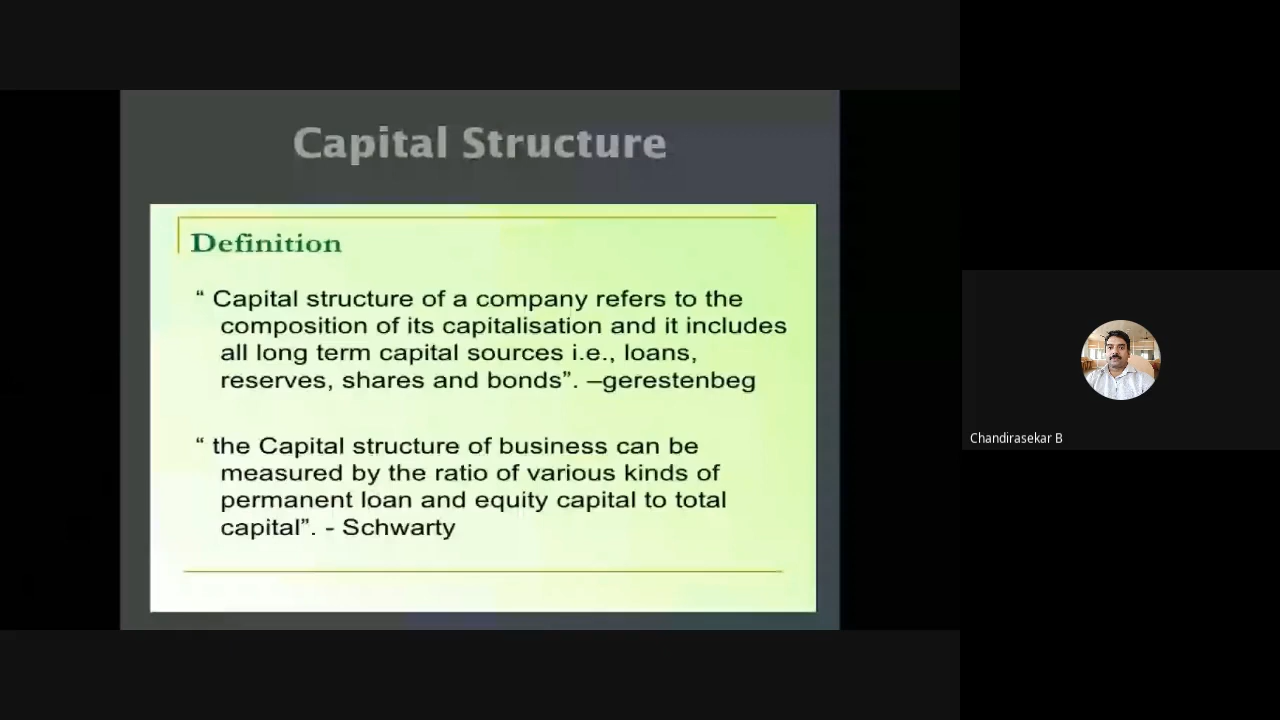 Capital Structure
Definition
“ Capital structure of a company refers to the
composition of its capitalisation and it includes
all long term capital sources i.e., loans,
reserves, shares and bonds”. –gerestenbeg
“ the Capital structure of business can be
measured by the ratio of various kinds of
permanent loan and equity capital to total
capital”. - Schwarty
Chandirasekar B